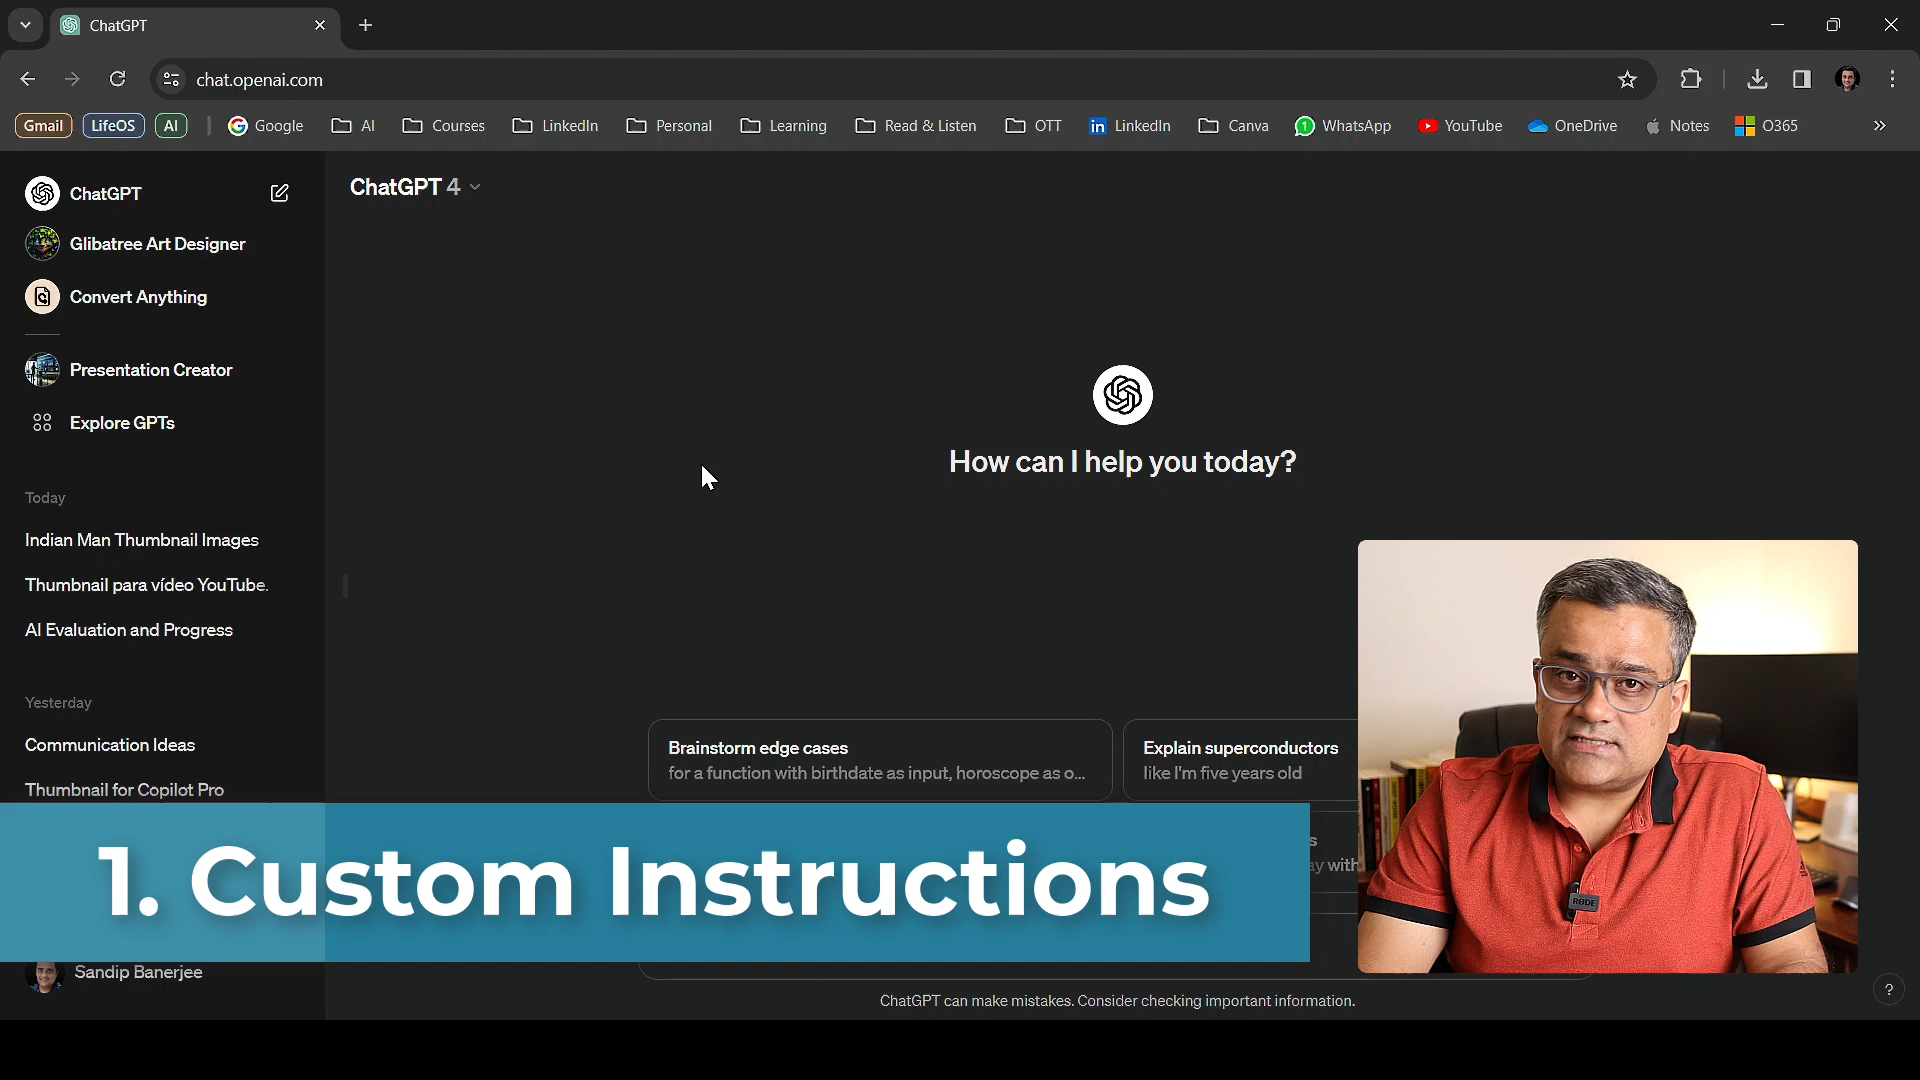 ChatGPT
chat.openai.com
Gmail LifeOS AI Google AI Courses LinkedIn Personal Learning Read & Listen OTT LinkedIn Canva WhatsApp YouTube OneDrive Notes O365
ChatGPT
Glibatree Art Designer
Convert Anything
Presentation Creator
Explore GPTs
Today
Indian Man Thumbnail Images
Thumbnail para vídeo YouTube.
AI Evaluation and Progress
Yesterday
Communication Ideas
Thumbnail for Copilot Pro
Sandip Banerjee
ChatGPT 4
How can I help you today?
Brainstorm edge cases
for a function with birthdate as input, horoscope as o...
Explain superconductors
like I'm five years old
s
ay with
1. Custom Instructions
RODE
ChatGPT can make mistakes. Consider checking important information.
?